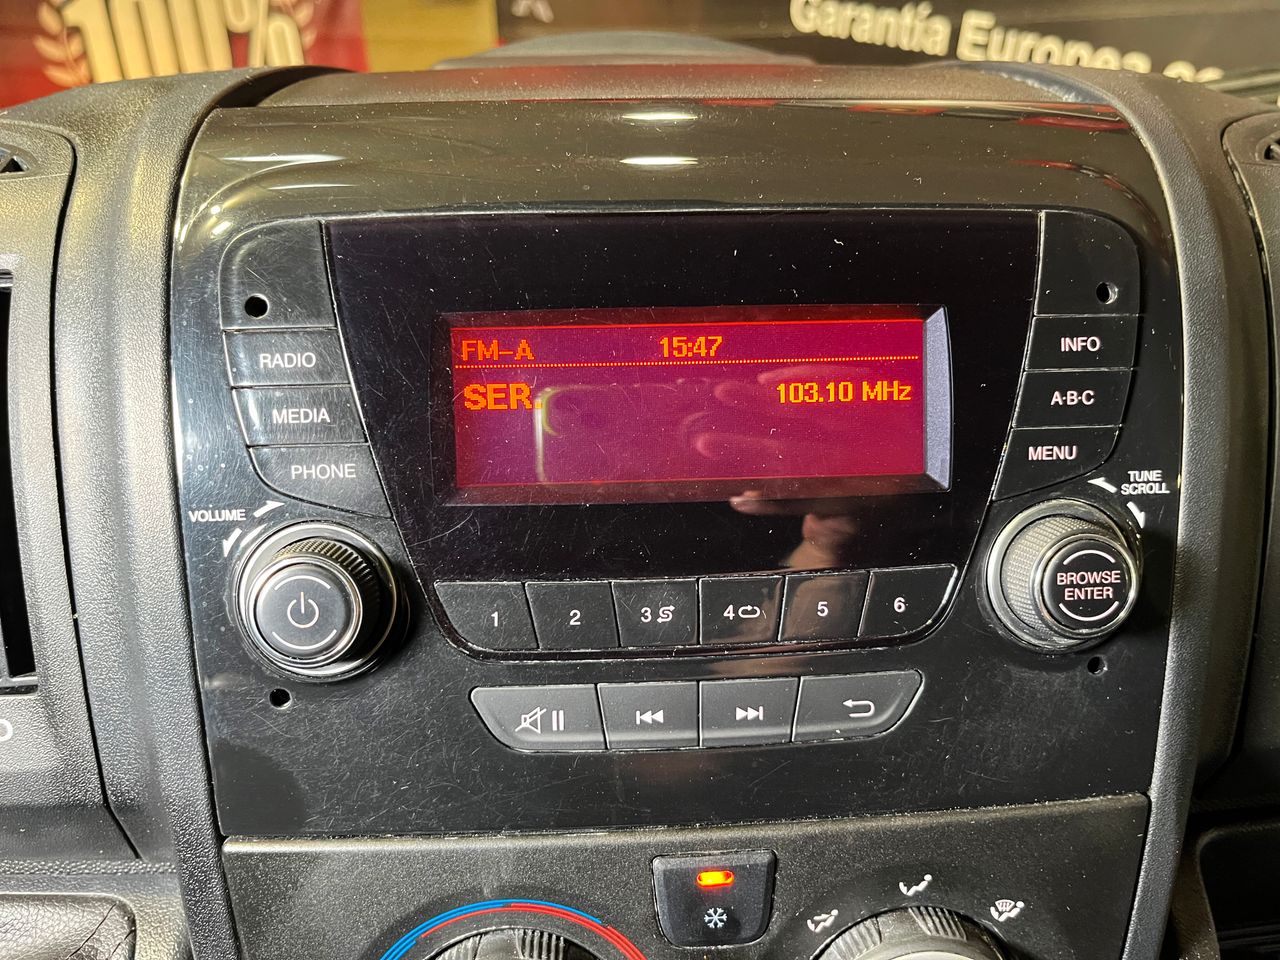 100%
Garantía Europea
FM-A 15:47
SER. 103.10 MHz
RADIO
MEDIA
PHONE
VOLUME
INFO
A·B·C
MENU
TUNE
SCROLL
BROWSE
ENTER
1 2 3 4 5 6